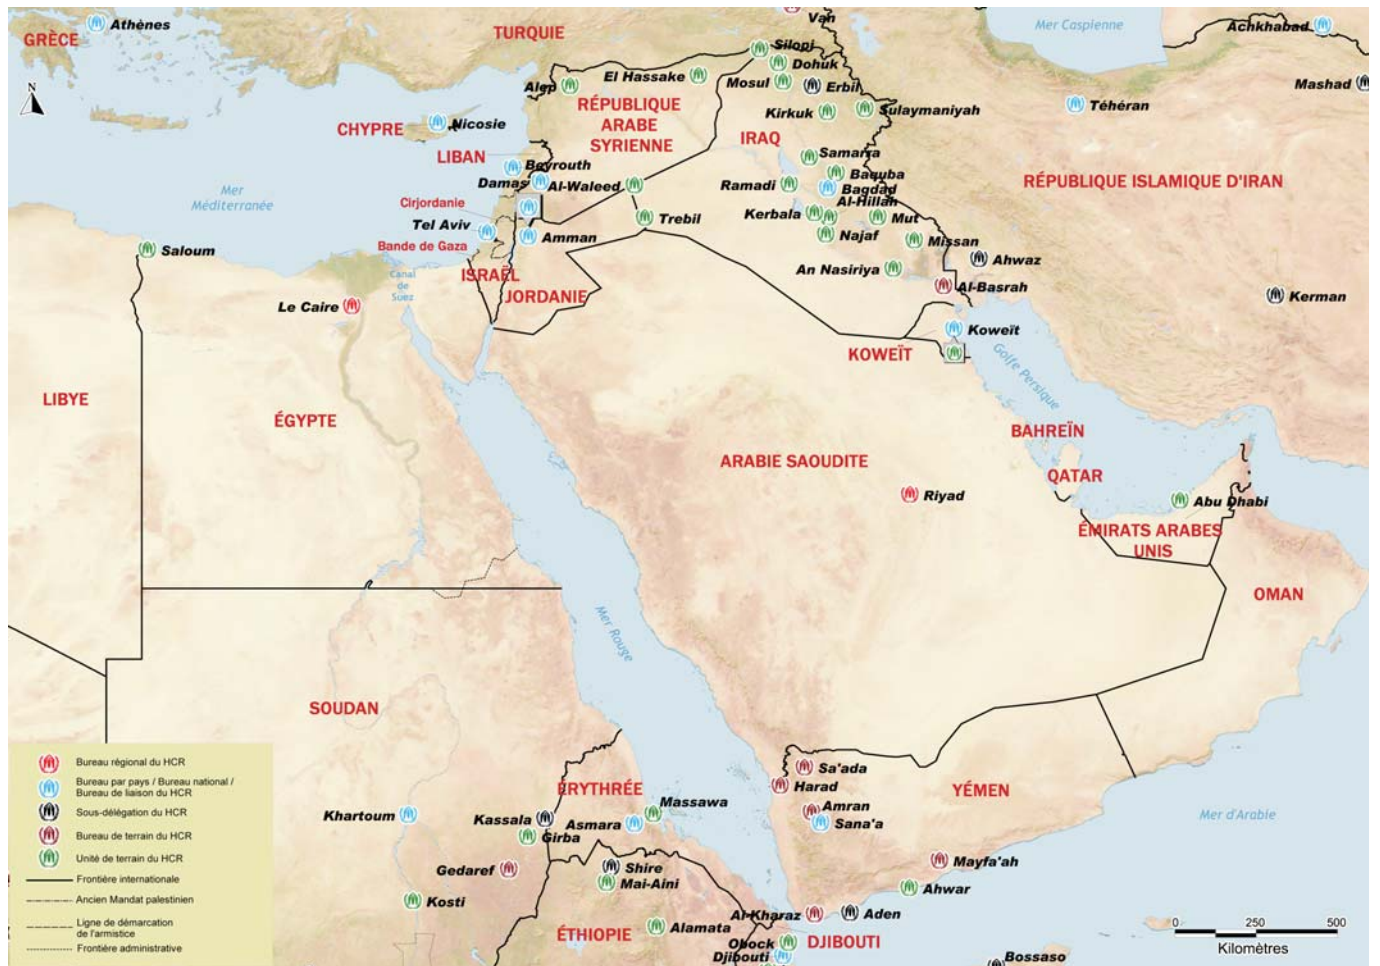 Van
Athènes
Mer Caspienne
Achkhabad
GRÈCE
TURQUIE
Silopi
Dohuk
N
Alep
El Hassake
Mosul
Erbil
Mashad
RÉPUBLIQUE
ARABE
SYRIENNE
Kirkuk
Sulaymaniyah
Téhéran
CHYPRE
Nicosie
IRAQ
LIBAN
Beyrouth
Samarra
Baquba
Damas
Al-Waleed
Ramadi
Bagdad
RÉPUBLIQUE ISLAMIQUE D'IRAN
Mer
Méditerranée
Cirjordanie
Al-Hillah
Kerbala
Mut
Tel Aviv
Trebil
Amman
Najaf
Missan
Bande de Gaza
Saloum
Ahwaz
ISRAËL
Canal
de
Suez
An Nasiriya
Al-Basrah
JORDANIE
Kerman
Le Caire
Koweït
KOWEÏT
Golfe Persique
LIBYE
ÉGYPTE
BAHREÏN
ARABIE SAOUDITE
QATAR
Riyad
Abu Dhabi
ÉMIRATS ARABES
UNIS
OMAN
Mer Rouge
SOUDAN
Sa'ada
Harad
ÉRYTHRÉE
YÉMEN
Massawa
Amran
Khartoum
Kassala
Asmara
Sana'a
Mer d'Arabie
Girba
Gedaref
Shire
Mayfa'ah
Mai-Aini
Ahwar
Kosti
Al-Kharaz
Aden
Alamata
ÉTHIOPIE
Obock
DJIBOUTI
Djibouti
Bossaso
0 250 500
Kilomètres
Bureau régional du HCR
Bureau par pays / Bureau national /
Bureau de liaison du HCR
Sous-délégation du HCR
Bureau de terrain du HCR
Unité de terrain du HCR
Frontière internationale
Ancien Mandat palestinien
Ligne de démarcation
de l'armistice
Frontière administrative